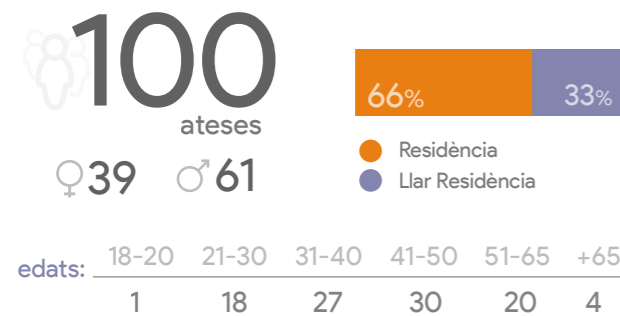 100
ateses
39 61
66% 33%
Residència
Llar Residència
edats: 18-20 21-30 31-40 41-50 51-65 +65
1 18 27 30 20 4